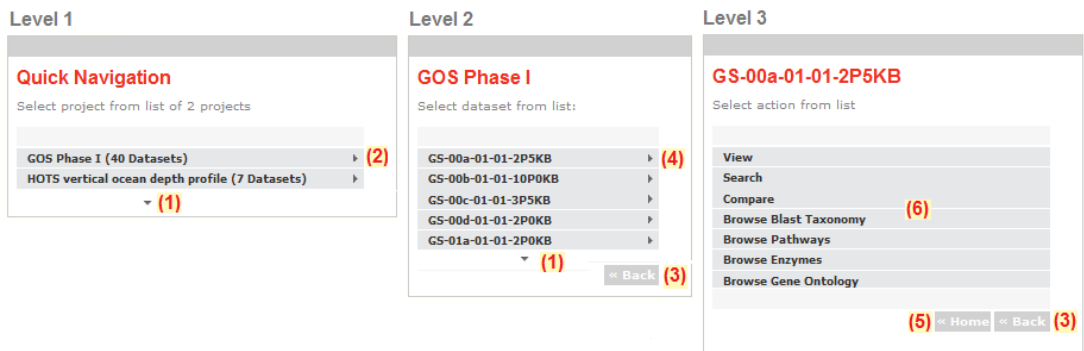 Level 1
Quick Navigation
Select project from list of 2 projects
GOS Phase I (40 Datasets) (2)
HOTS vertical ocean depth profile (7 Datasets)
(1)
Level 2
GOS Phase I
Select dataset from list:
GS-00a-01-01-2P5KB (4)
GS-00b-01-01-10P0KB
GS-00c-01-01-3P5KB
GS-00d-01-01-2P0KB
GS-01a-01-01-2P0KB
(1)
« Back (3)
Level 3
GS-00a-01-01-2P5KB
Select action from list
View
Search
Compare
(6)
Browse Blast Taxonomy
Browse Pathways
Browse Enzymes
Browse Gene Ontology
(5) « Home « Back (3)